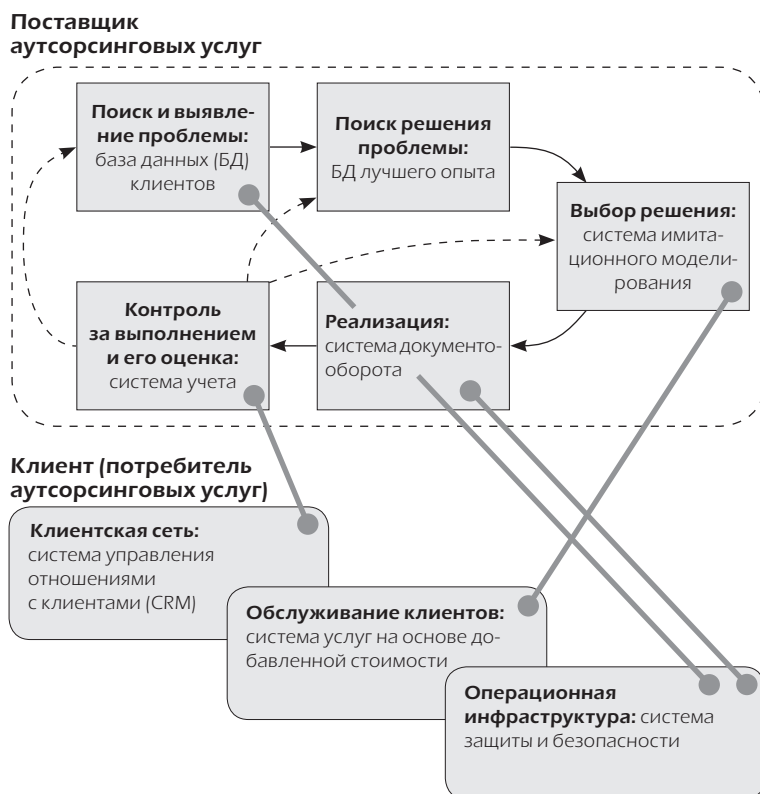 Поставщик
аутсорсинговых услуг
Поиск и выявле-
ние проблемы:
база данных (БД)
клиентов
Поиск решения
проблемы:
БД лучшего опыта
Выбор решения:
система имита-
ционного модели-
рования
Контроль
за выполнением
и его оценка:
система учета
Реализация:
система документо-
оборота
Клиент (потребитель
аутсорсинговых услуг)
Клиентская сеть:
система управления
отношениями
с клиентами (CRM)
Обслуживание клиентов:
система услуг на основе до-
бавленной стоимости
Операционная
инфраструктура: система
защиты и безопасности